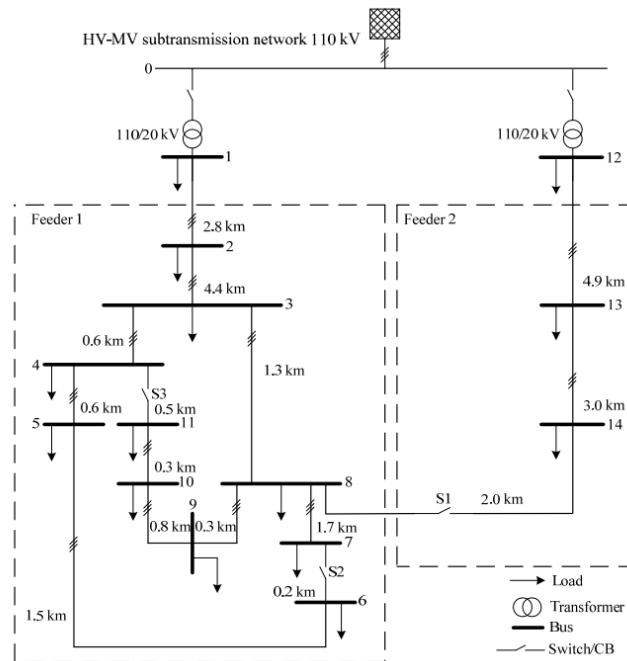 HV-MV subtransmission network 110 kV
0
110/20 kV
110/20 kV
1
12
Feeder 1
Feeder 2
2.8 km
2
4.4 km
4.9 km
3
13
0.6 km
1.3 km
4
S3
0.6 km
0.5 km
3.0 km
5
11
14
0.3 km
10
9
8
S1
2.0 km
0.8 km
0.3 km
1.7 km
7
S2
1.5 km
0.2 km
6
Load
Transformer
Bus
Switch/CB